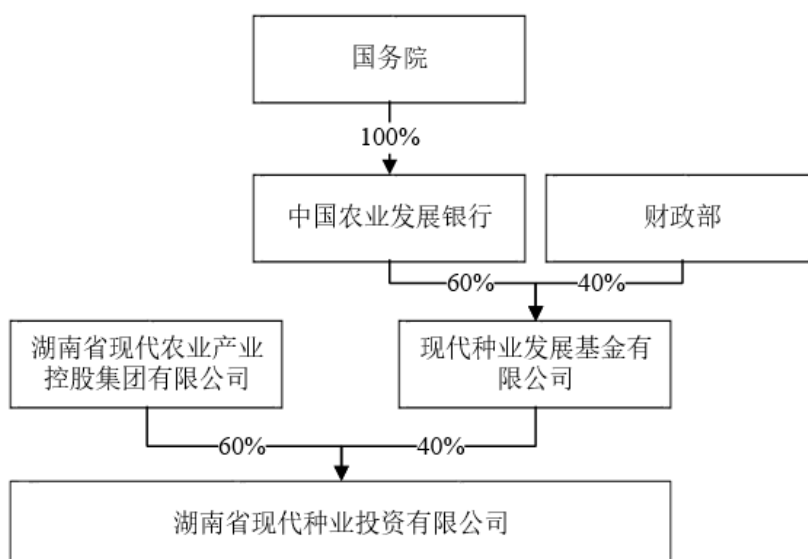 国务院
100%
中国农业发展银行
财政部
60%
40%
湖南省现代农业产业
控股集团有限公司
现代种业发展基金有
限公司
60%
40%
湖南省现代种业投资有限公司